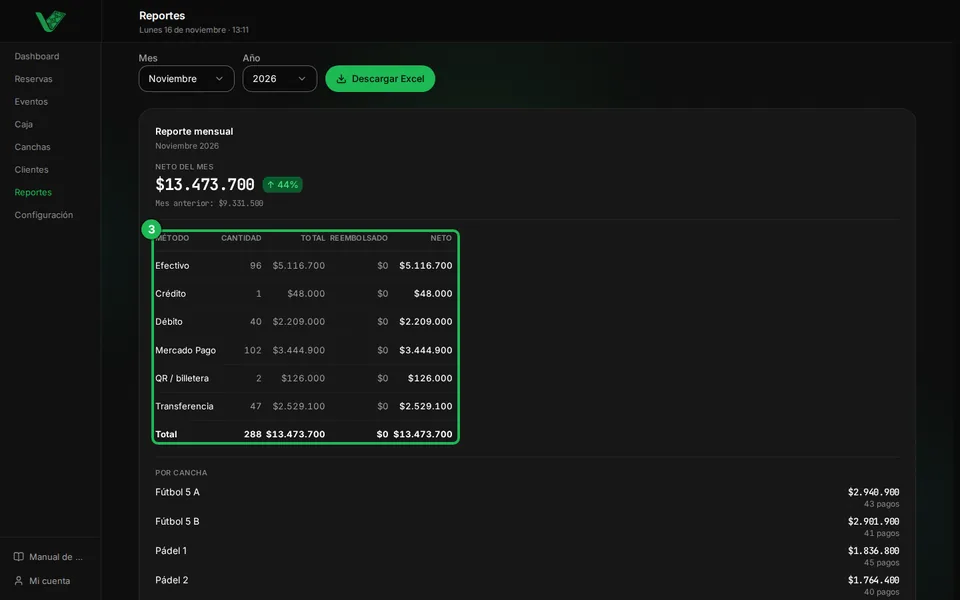 Reportes
Lunes 16 de noviembre · 13:11
Dashboard
Reservas
Eventos
Caja
Canchas
Clientes
Reportes
Configuración
Manual de ...
Mi cuenta
Mes
Año
Noviembre
2026
Descargar Excel
Reporte mensual
Noviembre 2026
NETO DEL MES
$13.473.700 ↑ 44%
Mes anterior: $9.331.500
3
MÉTODO CANTIDAD TOTAL REEMBOLSADO NETO
Efectivo 96 $5.116.700 $0 $5.116.700
Crédito 1 $48.000 $0 $48.000
Débito 40 $2.209.000 $0 $2.209.000
Mercado Pago 102 $3.444.900 $0 $3.444.900
QR / billetera 2 $126.000 $0 $126.000
Transferencia 47 $2.529.100 $0 $2.529.100
Total 288 $13.473.700 $0 $13.473.700
POR CANCHA
Fútbol 5 A $2.940.900
43 pagos
Fútbol 5 B $2.901.900
41 pagos
Pádel 1 $1.836.800
45 pagos
Pádel 2 $1.764.400
40 pagos